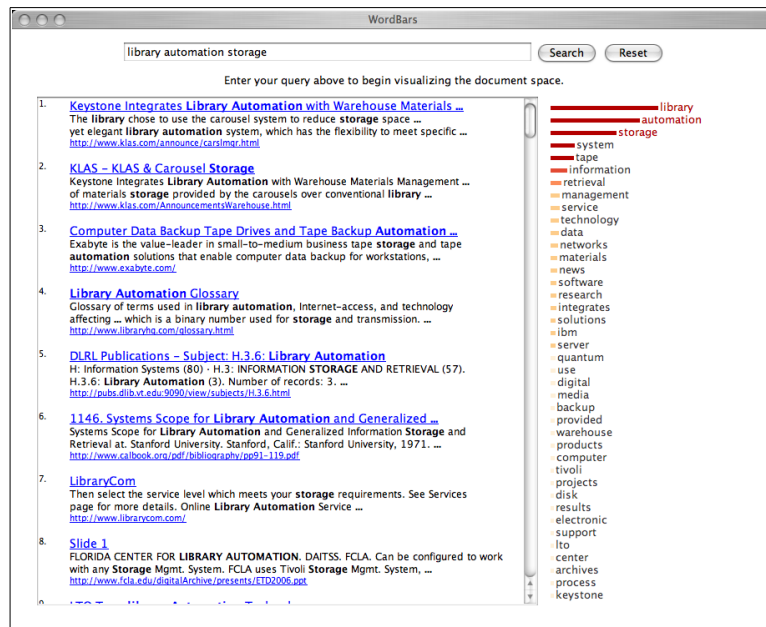 WordBars
library automation storage
Search
Reset
Enter your query above to begin visualizing the document space.
1. Keystone Integrates Library Automation with Warehouse Materials ...
The library chose to use the carousel system to reduce storage space ...
yet elegant library automation system, which has the flexibility to meet specific ...
http://www.klas.com/announce/carslmqr.html
2. KLAS – KLAS & Carousel Storage
Keystone Integrates Library Automation with Warehouse Materials Management ...
of materials storage provided by the carousels over conventional library ...
http://www.klas.com/AnnouncementsWarehouse.html
3. Computer Data Backup Tape Drives and Tape Backup Automation ...
Exabyte is the value-leader in small-to-medium business tape storage and tape
automation solutions that enable computer data backup for workstations, ...
http://www.exabyte.com/
4. Library Automation Glossary
Glossary of terms used in library automation, Internet-access, and technology
affecting ... which is a binary number used for storage and transmission. ...
http://www.libraryhq.com/glossary.html
5. DLRL Publications – Subject: H.3.6: Library Automation
H: Information Systems (80) · H.3: INFORMATION STORAGE AND RETRIEVAL (57).
H.3.6: Library Automation (3). Number of records: 3. ...
http://pubs.dlib.vt.edu:9090/view/subjects/H.3.6.html
6. 1146. Systems Scope for Library Automation and Generalized ...
Systems Scope for Library Automation and Generalized Information Storage and
Retrieval at. Stanford University. Stanford, Calif.: Stanford University, 1971. ...
http://www.calbook.org/pdf/bibliography/pp91-119.pdf
7. LibraryCom
Then select the service level which meets your storage requirements. See Services
page for more details. Online Library Automation Service ...
http://www.librarycom.com/
8. Slide 1
FLORIDA CENTER FOR LIBRARY AUTOMATION. DAITSS. FCLA. Can be configured to work
with any Storage Mgmt. System. FCLA uses Tivoli Storage Mgmt. System, ...
http://www.fcla.edu/digitalArchive/presents/ETD2006.ppt
library
automation
storage
system
tape
information
retrieval
management
service
technology
data
networks
materials
news
software
research
integrates
solutions
ibm
server
quantum
use
digital
media
backup
provided
warehouse
products
computer
tivoli
projects
disk
results
electronic
support
lto
center
archives
process
keystone